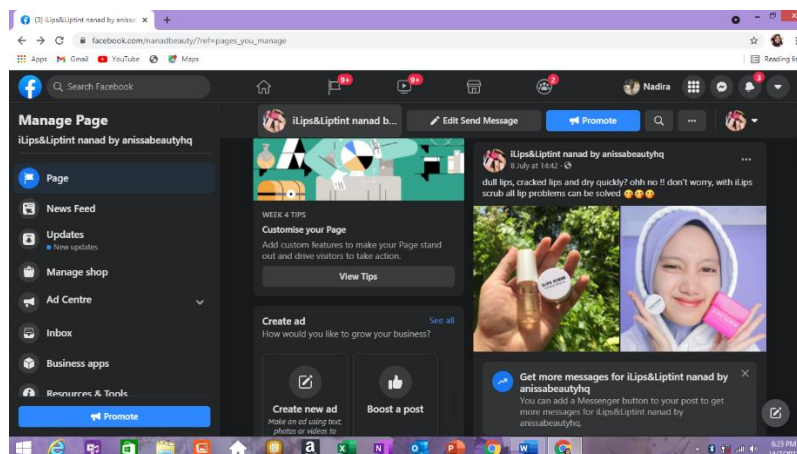 (3) iLips&Liptint nanad by anissa
facebook.com/nanadbeauty/?ref=pages_you_manage
Apps Gmail YouTube Maps Reading lis
Search Facebook
9+
9+
2
Nadira
3
Manage Page
iLips&Liptint nanad by anissabeautyhq
iLips&Liptint nanad b...
Edit Send Message
Promote
Page
News Feed
Updates
New updates
Manage shop
Ad Centre
Inbox
Business apps
Resources & Tools
Promote
WEEK 4 TIPS
Customise your Page
Add custom features to make your Page stand
out and drive visitors to take action.
View Tips
Create ad See all
How would you like to grow your business?
Create new ad
Make an ad using text,
photos or videos to
Boost a post
iLips&Liptint nanad by anissabeautyhq
8 July at 14:42
dull lips, cracked lips and dry quickly? ohh no !! don't worry, with iLips
scrub all lip problems can be solved
iLIPS SCRUB
Get more messages for iLips&Liptint nanad by
anissabeautyhq
You can add a Messenger button to your post to get
more messages for iLips&Liptint nanad by
anissabeautyhq.
6:23 PM